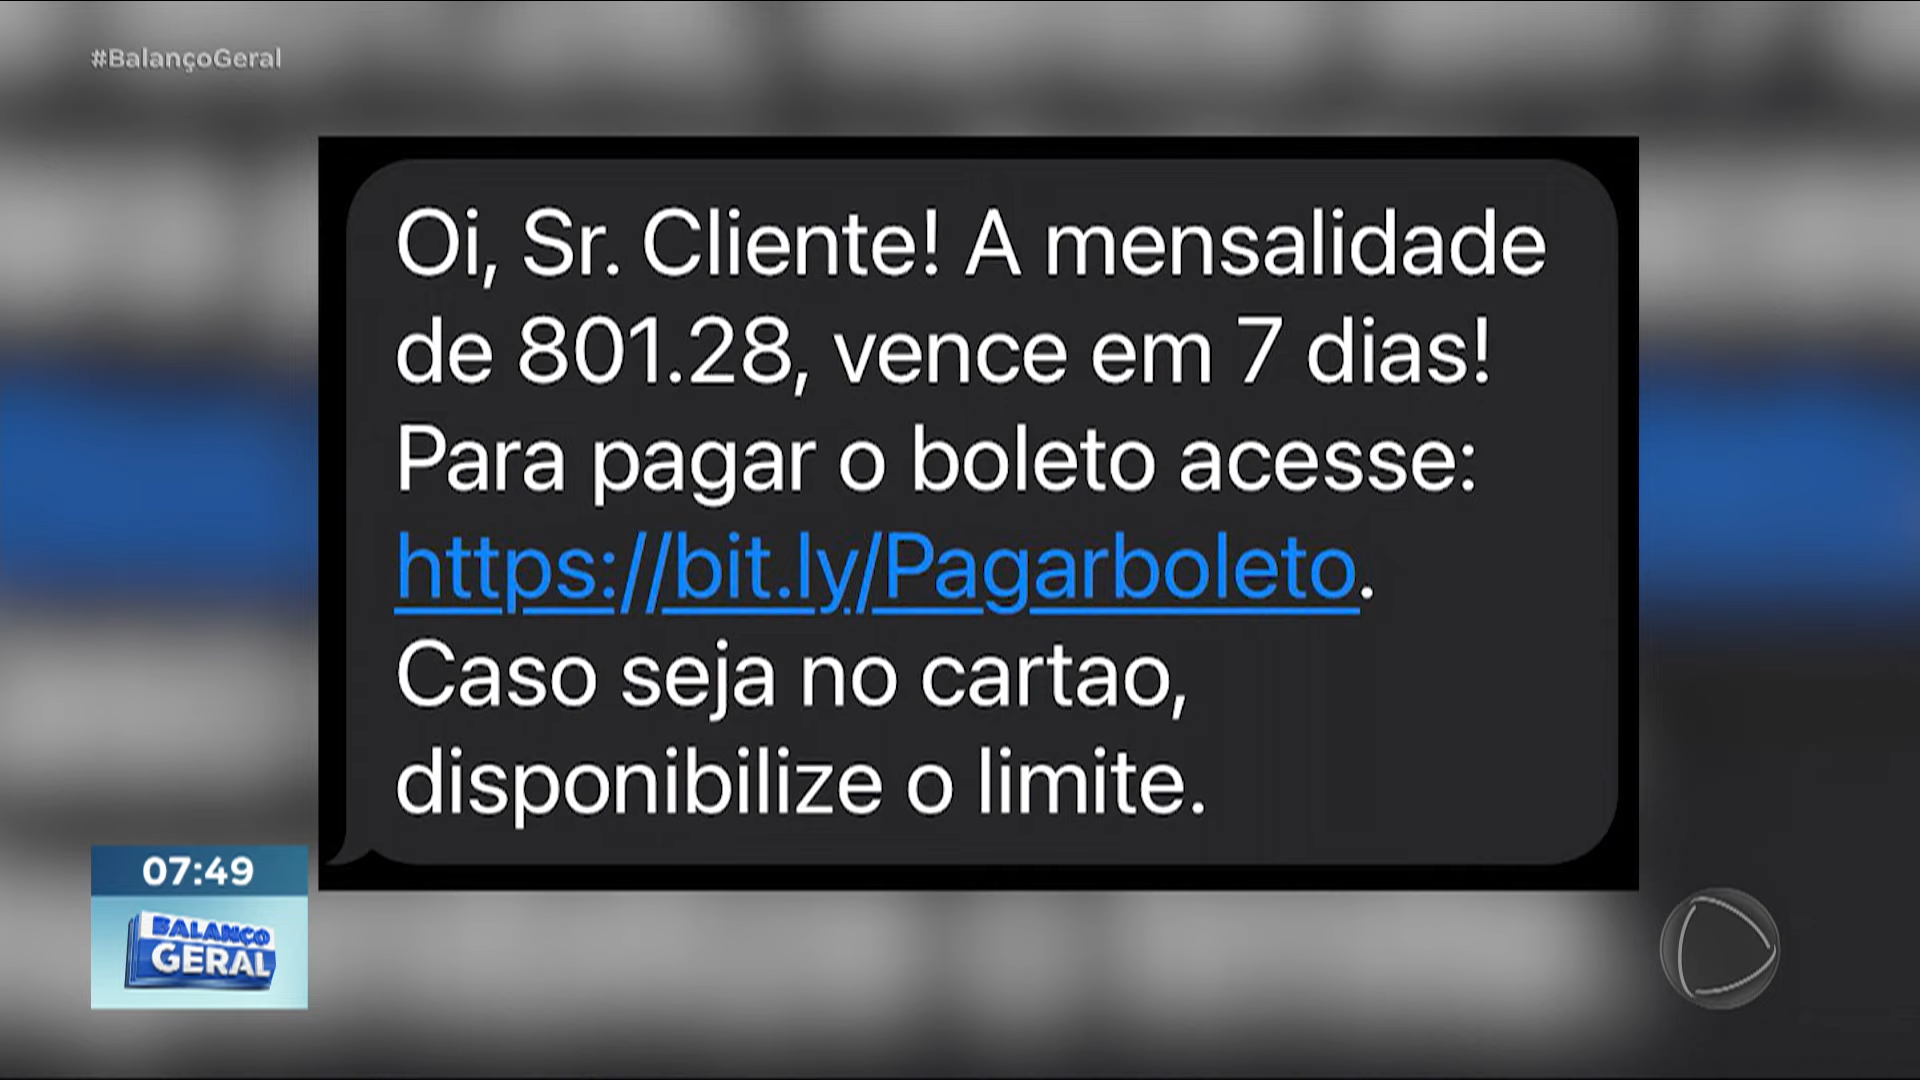 #BalançoGeral
Oi, Sr. Cliente! A mensalidade
de 801.28, vence em 7 dias!
Para pagar o boleto acesse:
https://bit.ly/Pagarboleto.
Caso seja no cartao,
disponibilize o limite.
07:49
BALANÇO
GERAL